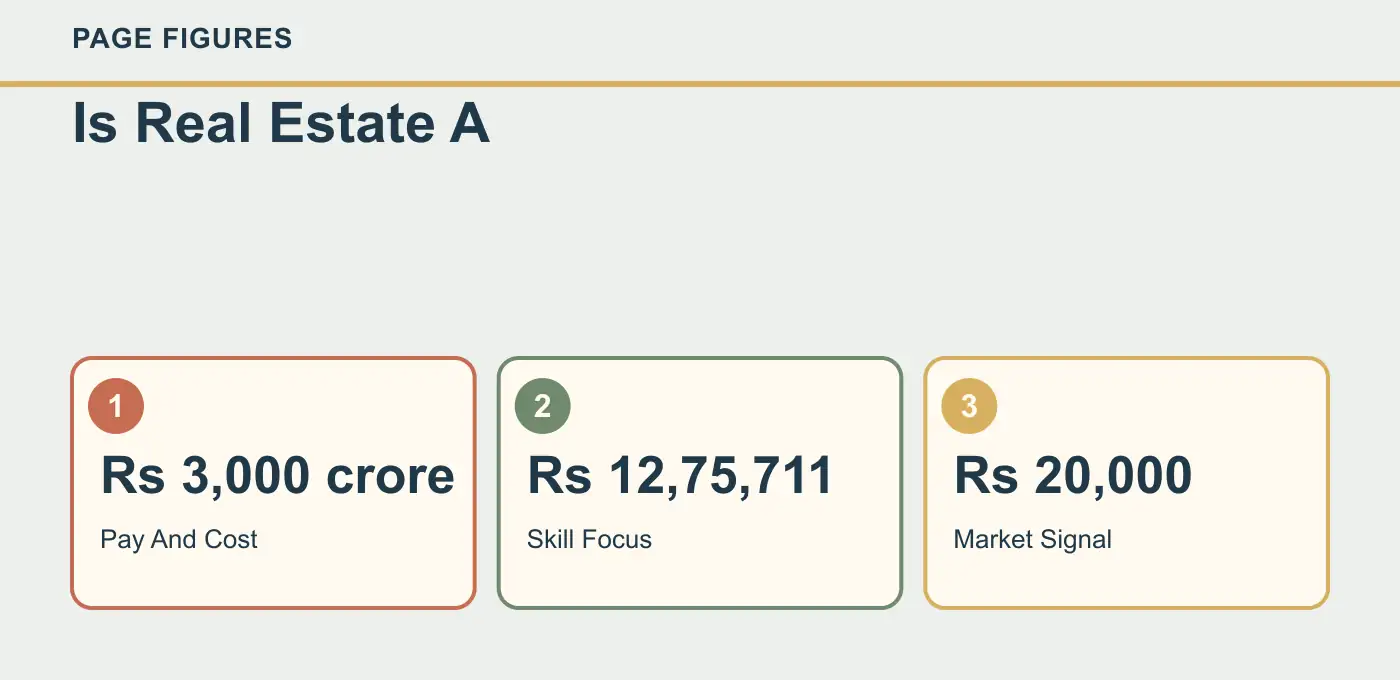 PAGE FIGURES
Is Real Estate A
1
Rs 3,000 crore
Pay And Cost
2
Rs 12,75,711
Skill Focus
3
Rs 20,000
Market Signal